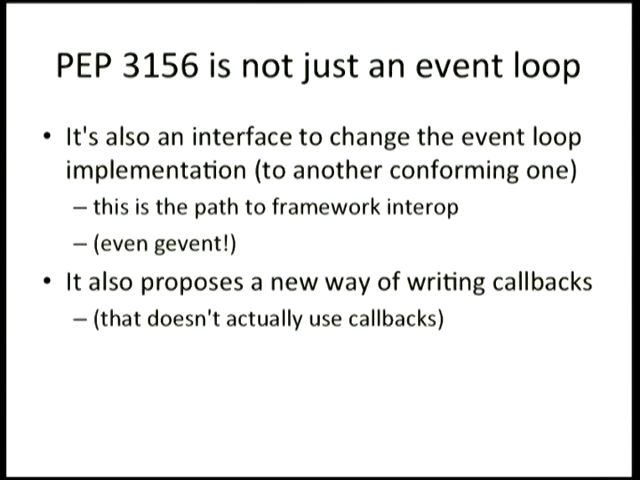 PEP 3156 is not just an event loop
• It's also an interface to change the event loop
implementation (to another conforming one)
– this is the path to framework interop
– (even gevent!)
• It also proposes a new way of writing callbacks
– (that doesn't actually use callbacks)